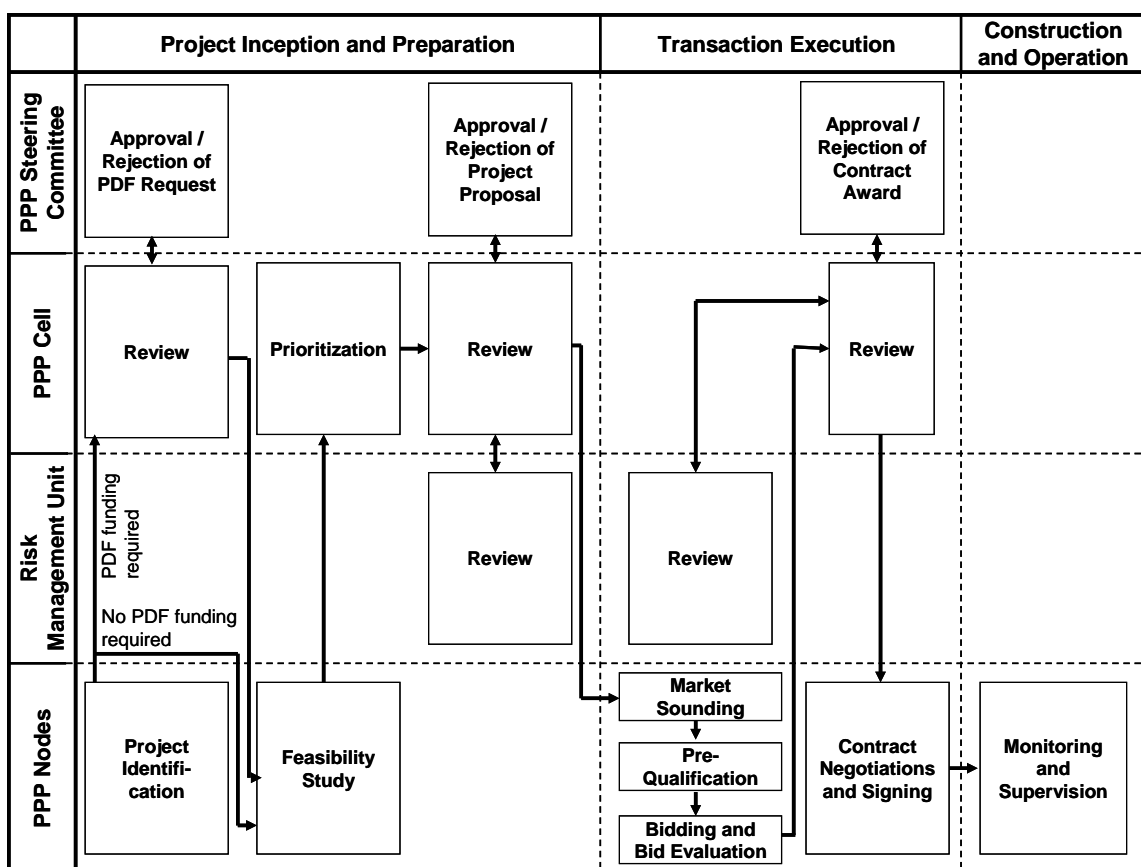 Project Inception and Preparation
Transaction Execution
Construction
and Operation
PPP Steering
Committee
Approval /
Rejection of
PDF Request
Approval /
Rejection of
Project
Proposal
Approval /
Rejection of
Contract
Award
PPP Cell
Review
Prioritization
Review
Review
Risk
Management Unit
PDF funding
required
No PDF funding
required
Review
Review
PPP Nodes
Project
Identifi-
cation
Feasibility
Study
Market
Sounding
Pre-
Qualification
Bidding and
Bid Evaluation
Contract
Negotiations
and Signing
Monitoring
and
Supervision